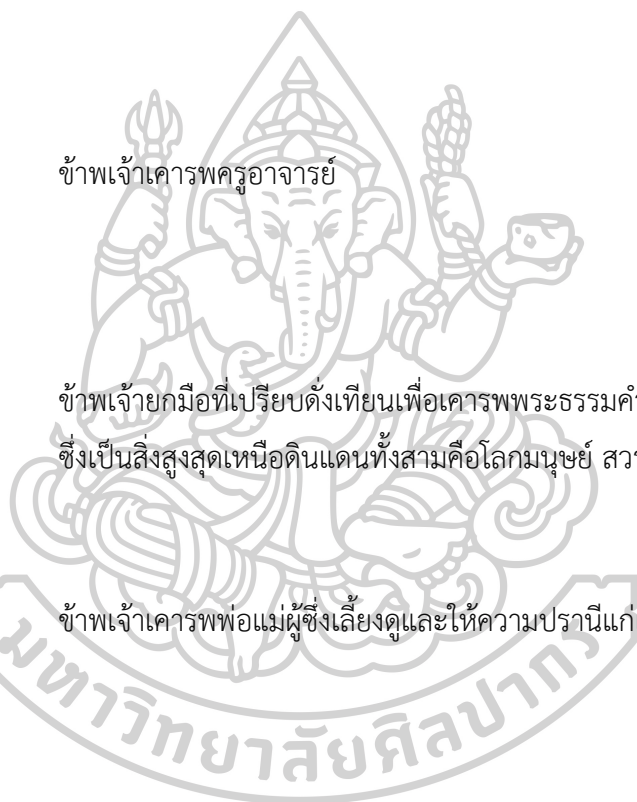 ข้าพเจ้าเคารพครูอาจารย์
ข้าพเจ้ายกมือที่เปรียบดั่งเทียนเพื่อเคารพพระธรรมคำ
ซึ่งเป็นสิ่งสูงสุดเหนือดินแดนทั้งสามคือโลกมนุษย์ สวร
ข้าพเจ้าเคารพพ่อแม่ผู้ซึ่งเลี้ยงดูและให้ความปรานีแก่
มหาวิทยาลัยศิลปากร